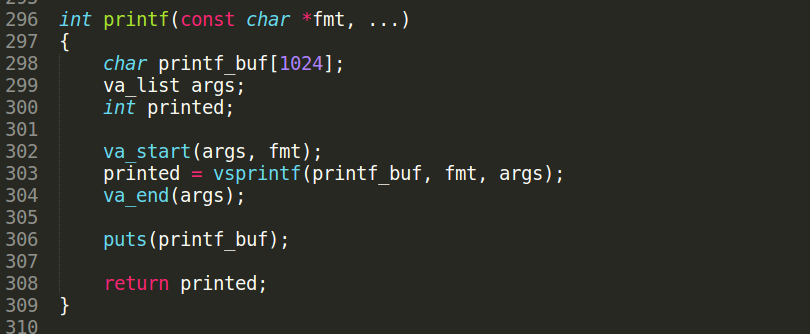 296 int printf(const char *fmt, ...)
297 {
298     char printf_buf[1024];
299     va_list args;
300     int printed;
301
302     va_start(args, fmt);
303     printed = vsprintf(printf_buf, fmt, args);
304     va_end(args);
305
306     puts(printf_buf);
307
308     return printed;
309 }
310